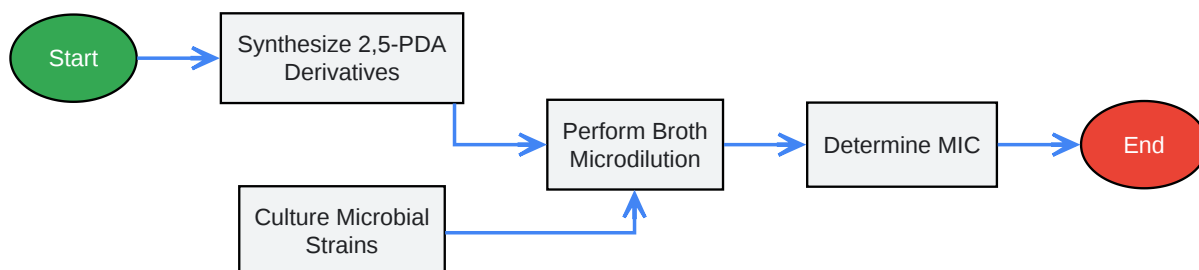 Start
Synthesize 2,5-PDA
Derivatives
Perform Broth
Microdilution
Determine MIC
End
Culture Microbial
Strains